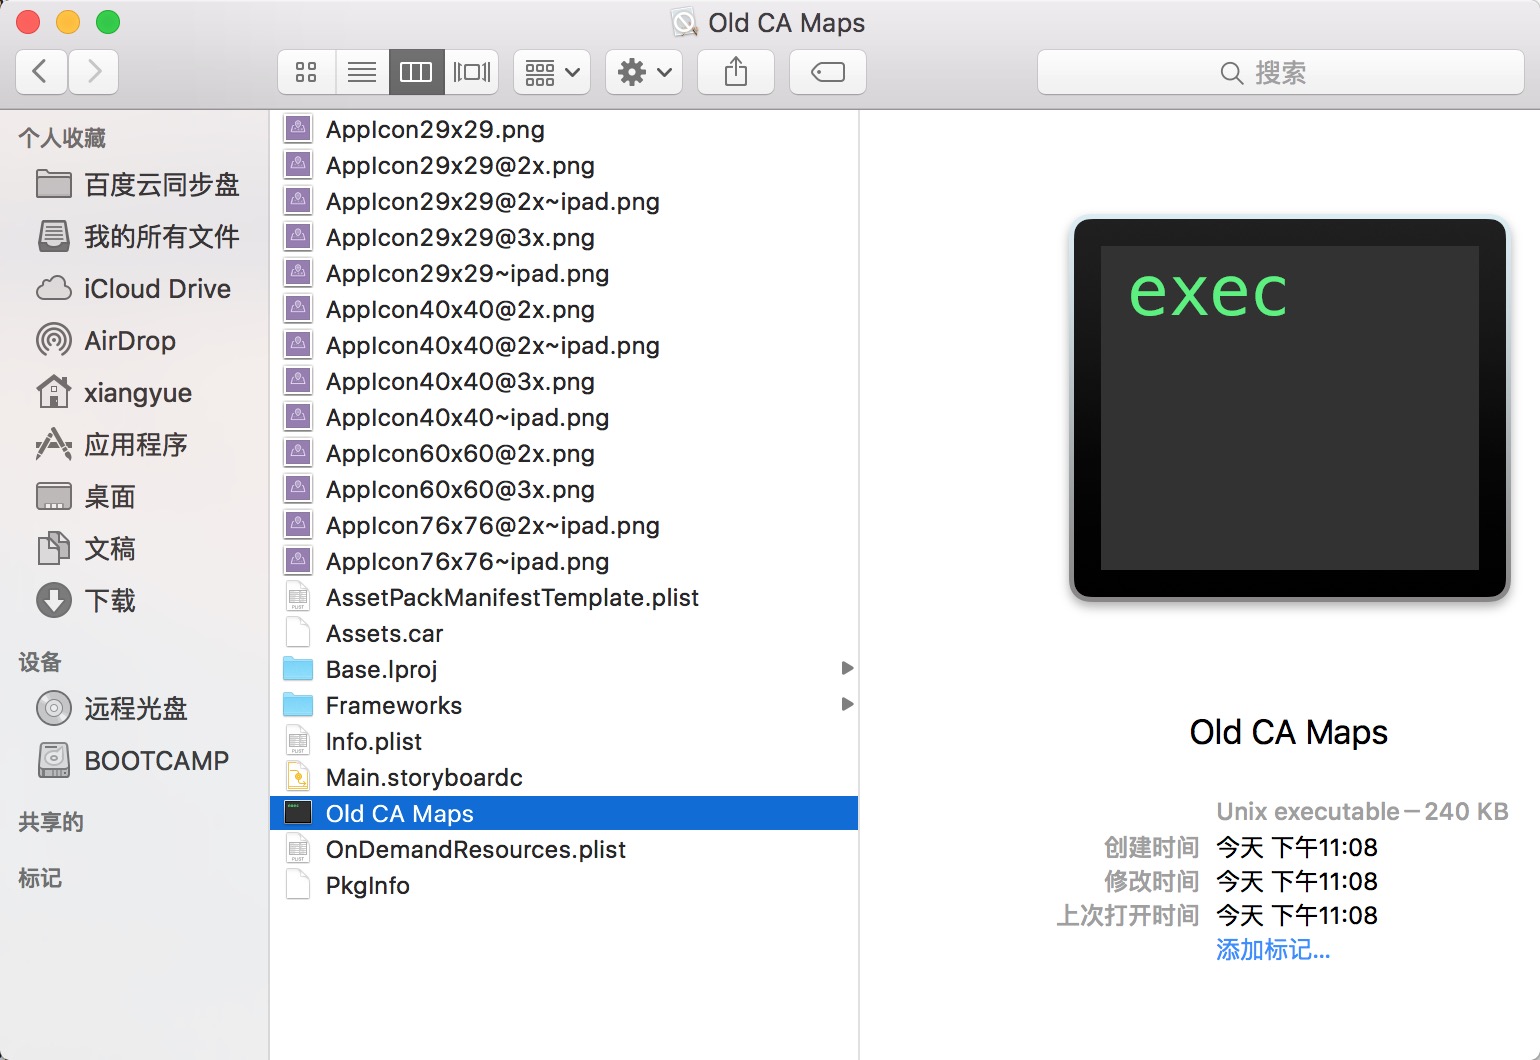 Old CA Maps
搜索
个人收藏
百度云同步盘
我的所有文件
iCloud Drive
AirDrop
xiangyue
应用程序
桌面
文稿
下载
设备
远程光盘
BOOTCAMP
共享的
标记
AppIcon29x29.png
AppIcon29x29@2x.png
AppIcon29x29@2x~ipad.png
AppIcon29x29@3x.png
AppIcon29x29~ipad.png
AppIcon40x40@2x.png
AppIcon40x40@2x~ipad.png
AppIcon40x40@3x.png
AppIcon40x40~ipad.png
AppIcon60x60@2x.png
AppIcon60x60@3x.png
AppIcon76x76@2x~ipad.png
AppIcon76x76~ipad.png
AssetPackManifestTemplate.plist
Assets.car
Base.lproj
Frameworks
Info.plist
Main.storyboardc
Old CA Maps
OnDemandResources.plist
PkgInfo
exec
Old CA Maps
Unix executable－240 KB
创建时间 今天 下午11:08
修改时间 今天 下午11:08
上次打开时间 今天 下午11:08
添加标记...